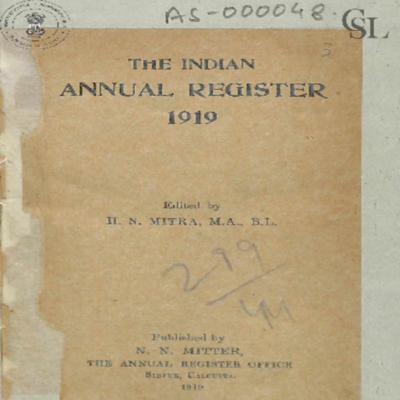 AS-000048
CSL
3
THE INDIAN
ANNUAL REGISTER
1919
Edited by
H. N. MITRA, M.A., B.L.
299
Published by
N. N. MITTER,
THE ANNUAL REGISTER OFFICE
SIBPUR, CALCUTTA.
1919